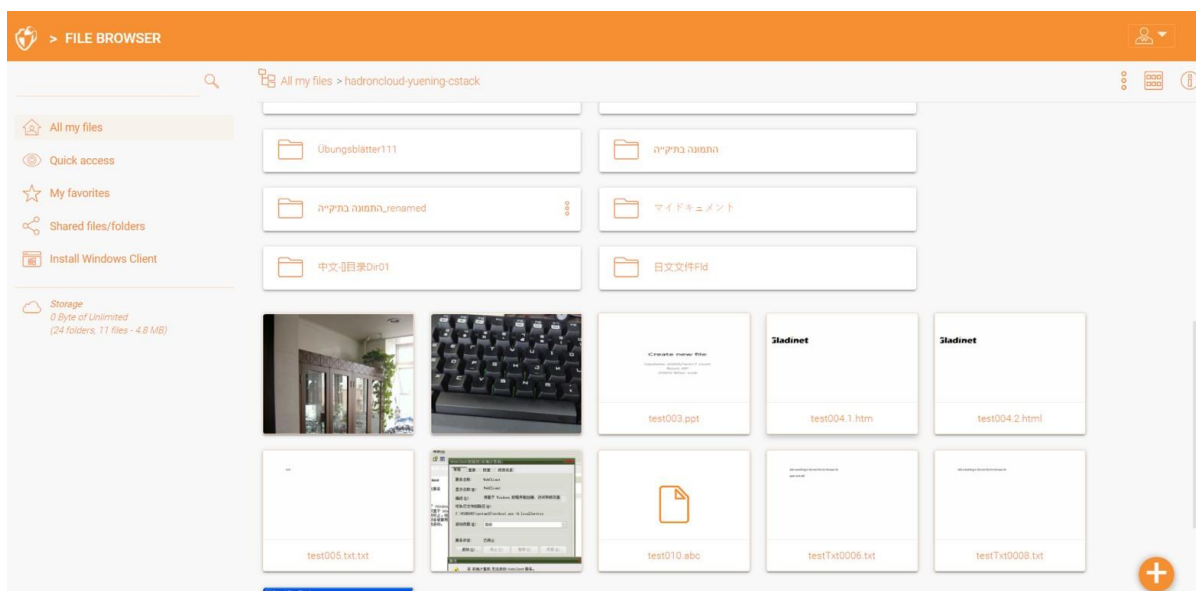 > FILE BROWSER
All my files > hadroncloud-yuening-cstack
All my files
Quick access
My favorites
Shared files/folders
Install Windows Client
Storage
0 Byte of Unlimited
(24 folders, 11 files - 4.8 MB)
Übungsblätter111
התמונה בתיקייה
התמונה בתיקייה_renamed
マイドキュメント
中文-目录Dir01
日文文件Fld
Create new file
test003.ppt
Gladinet
test004.1.htm
Gladinet
test004.2.html
test005.txt.txt
test010.abc
testTxt0006.txt
testTxt0008.txt